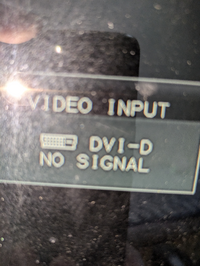 VIDEO INPUT
DVI-D
NO SIGNAL